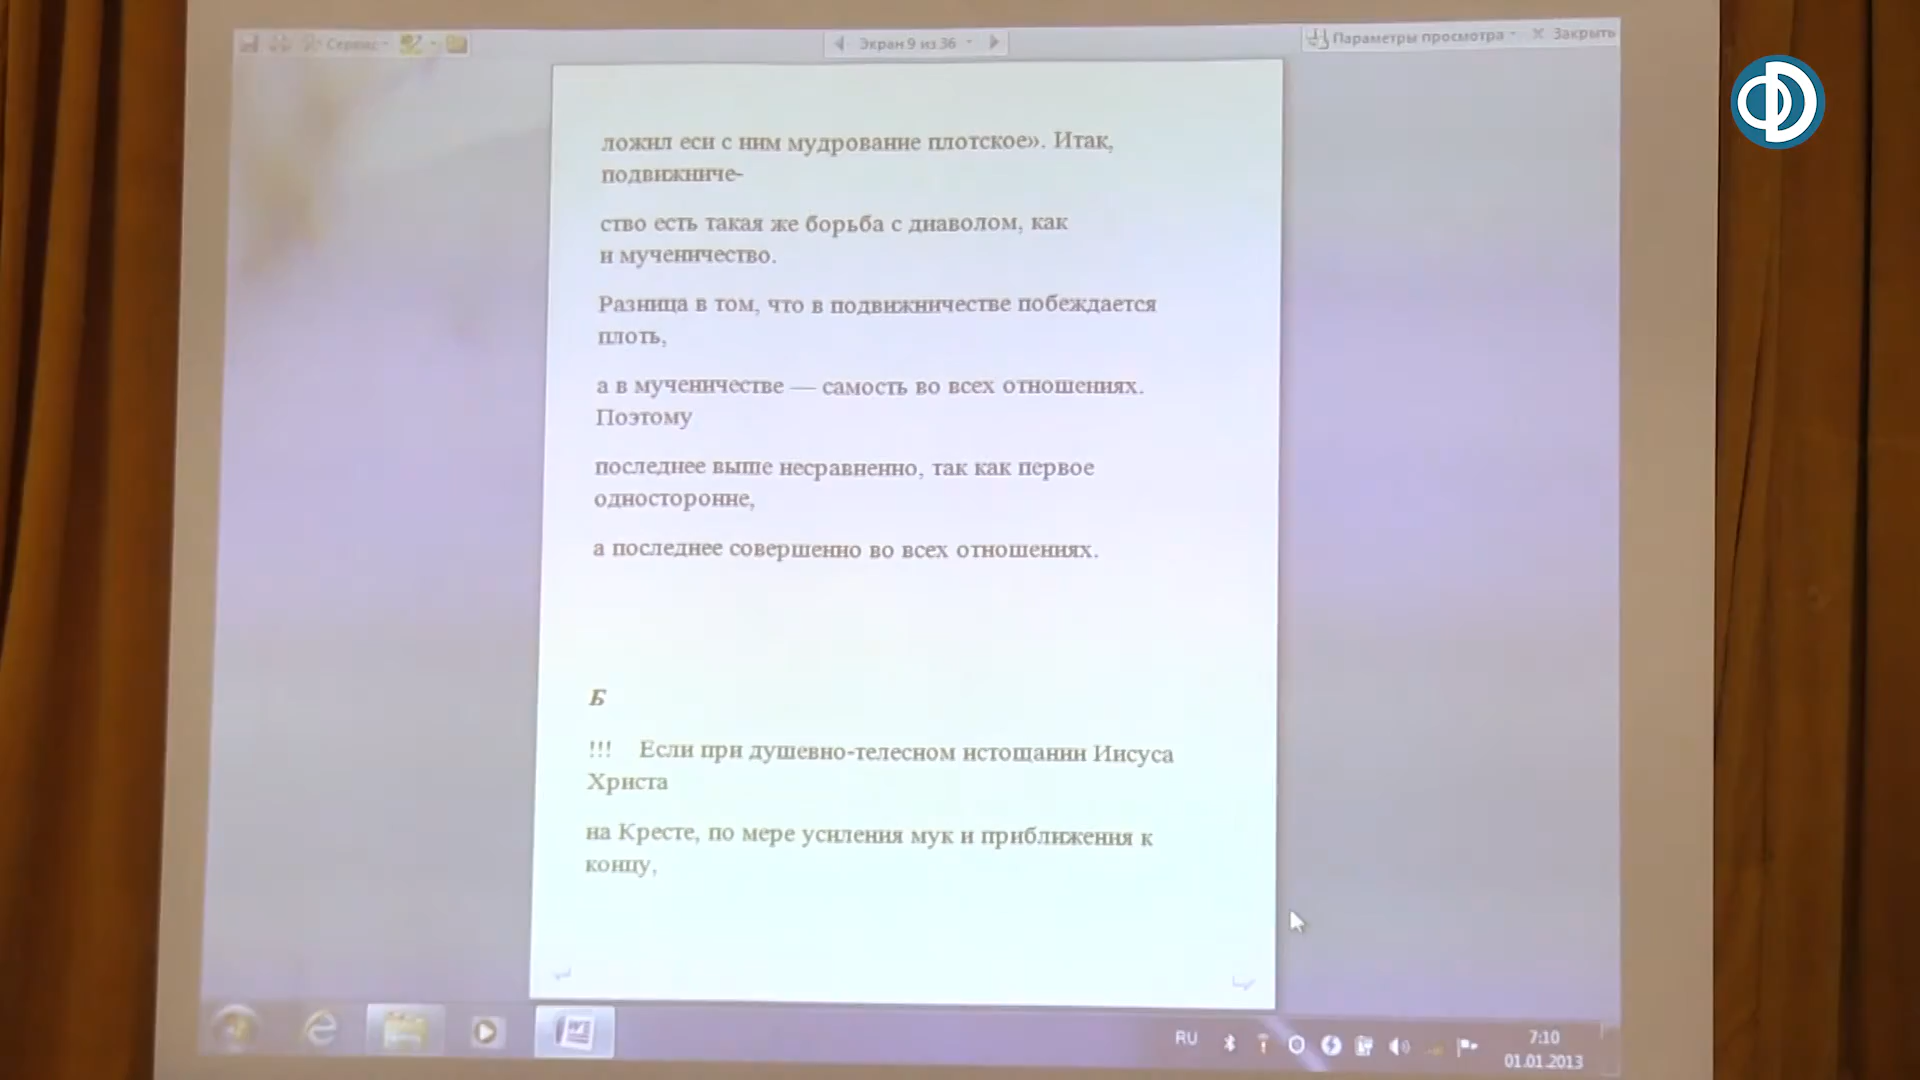 Сервис
Экран 9 из 36
Параметры просмотра
Закрыть
ложил еси с ним мудрование плотское». Итак,
подвижниче-
ство есть такая же борьба с диаволом, как
и мученичество.
Разница в том, что в подвижничестве побеждается
плоть,
а в мученичестве — самость во всех отношениях.
Поэтому
последнее выше несравненно, так как первое
односторонне,
а последнее совершенно во всех отношениях.
Б
!!! Если при душевно-телесном истощании Иисуса
Христа
на Кресте, по мере усиления мук и приближения к
концу,
RU
7:10
01.01.2013